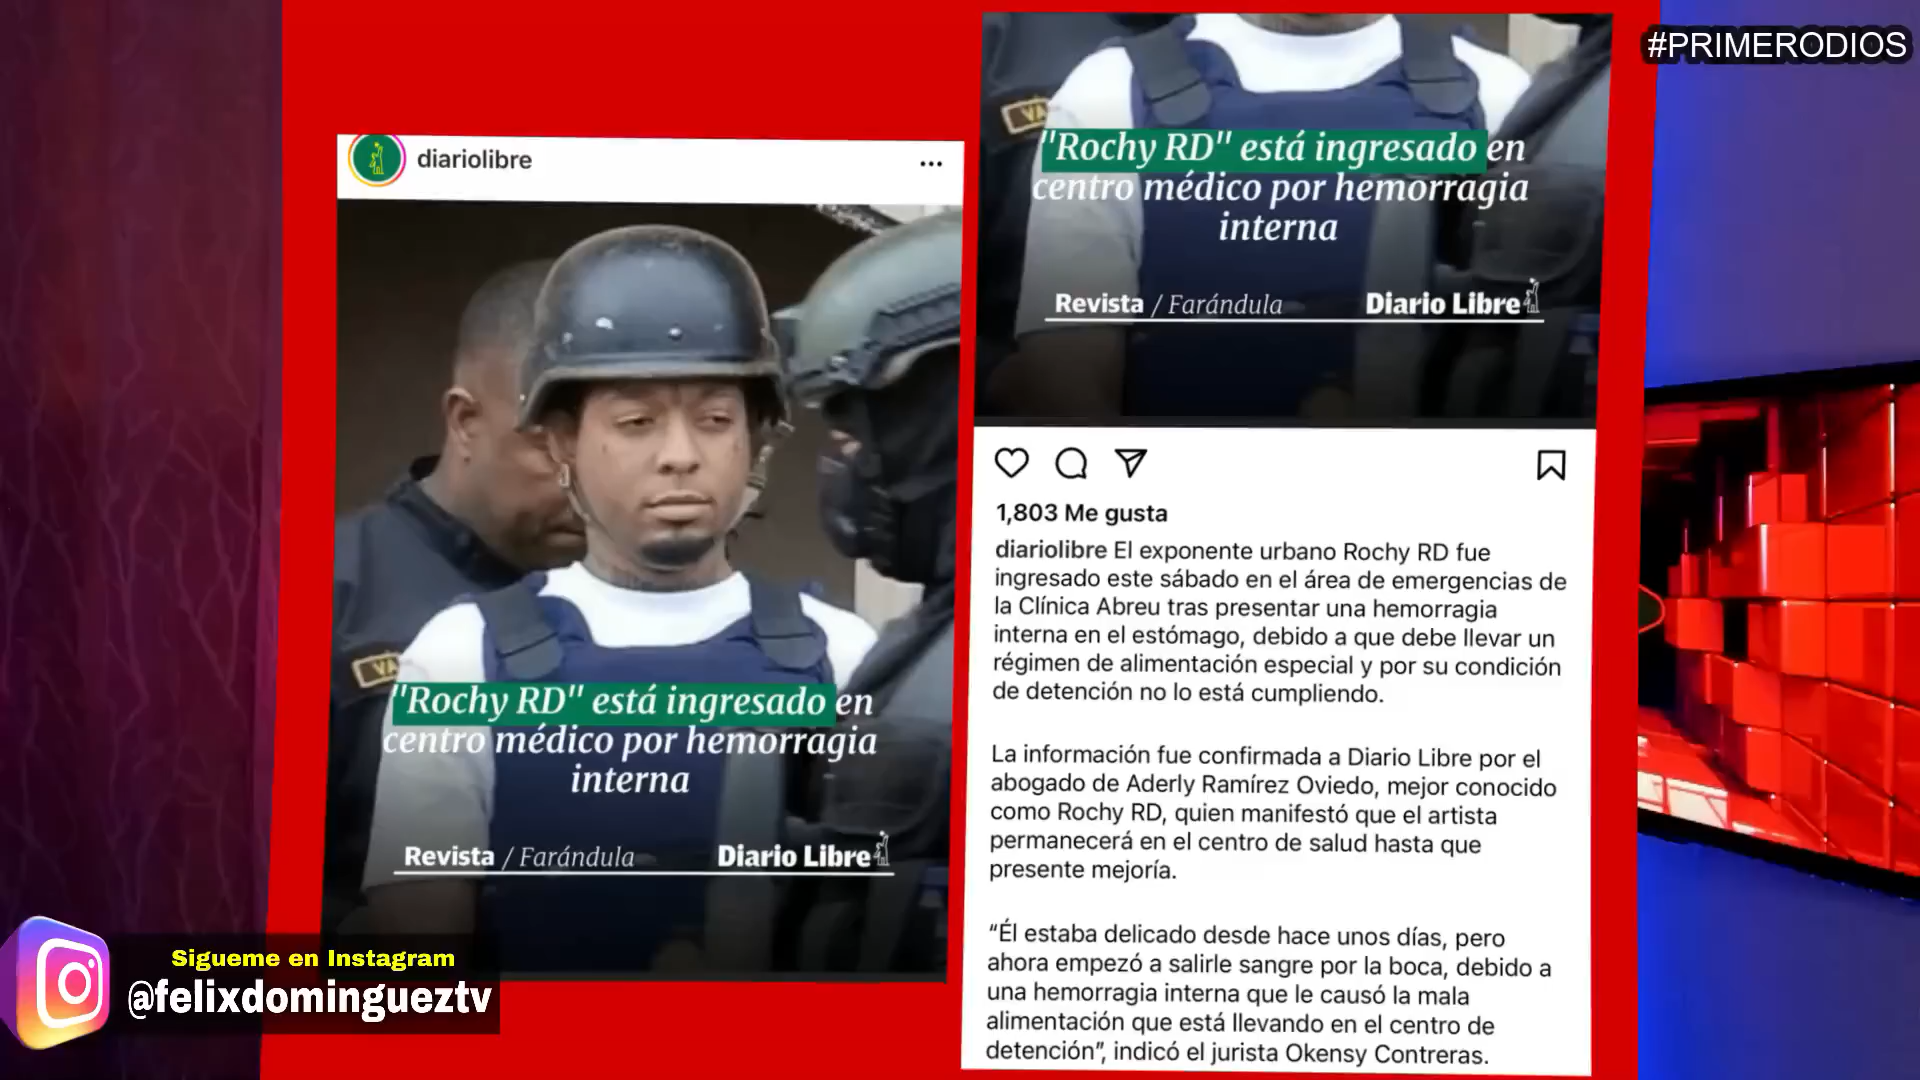 #PRIMERODIOS
diariolibre
"Rochy RD" está ingresado en
centro médico por hemorragia
interna
Revista / Farándula
Diario Libre
VA
Sigueme en Instagram
@felixdomingueztv
VA
"Rochy RD" está ingresado en
centro médico por hemorragia
interna
Revista / Farándula
Diario Libre
1,803 Me gusta
diariolibre El exponente urbano Rochy RD fue
ingresado este sábado en el área de emergencias de
la Clínica Abreu tras presentar una hemorragia
interna en el estómago, debido a que debe llevar un
régimen de alimentación especial y por su condición
de detención no lo está cumpliendo.
La información fue confirmada a Diario Libre por el
abogado de Aderly Ramírez Oviedo, mejor conocido
como Rochy RD, quien manifestó que el artista
permanecerá en el centro de salud hasta que
presente mejoría.
“Él estaba delicado desde hace unos días, pero
ahora empezó a salirle sangre por la boca, debido a
una hemorragia interna que le causó la mala
alimentación que está llevando en el centro de
detención”, indicó el jurista Okensy Contreras.